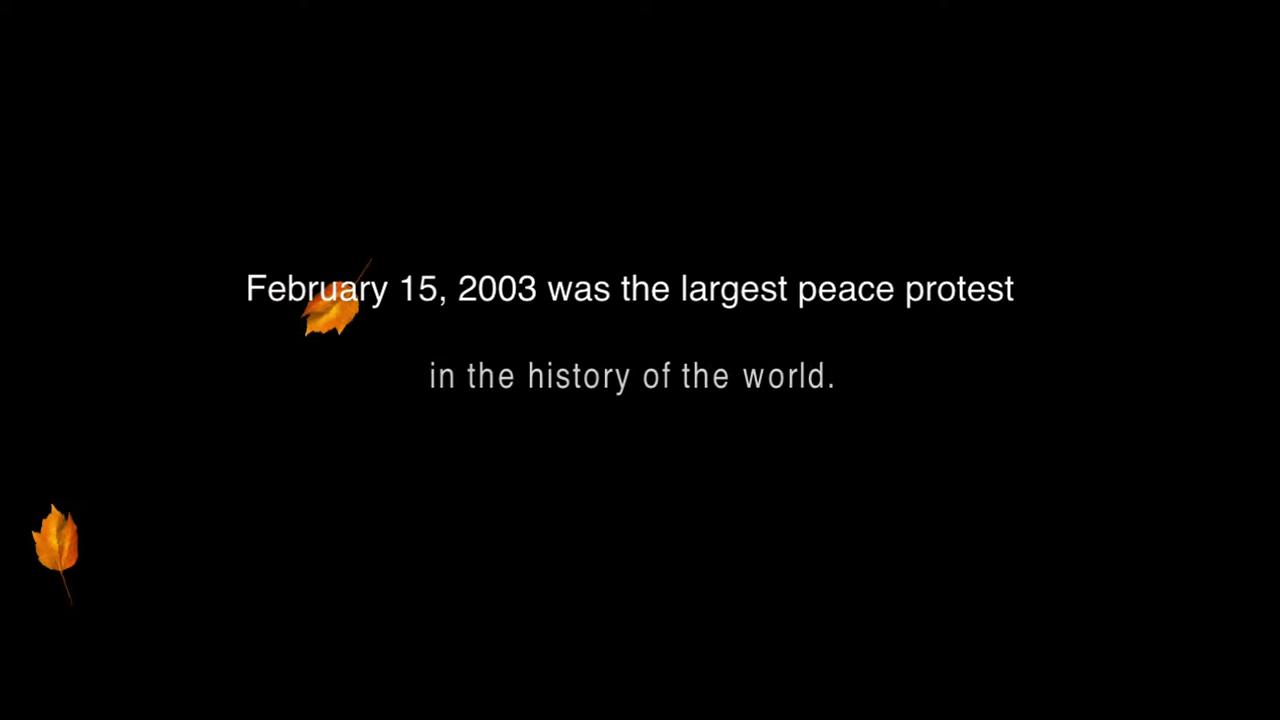 February 15, 2003 was the largest peace protest
in the history of the world.